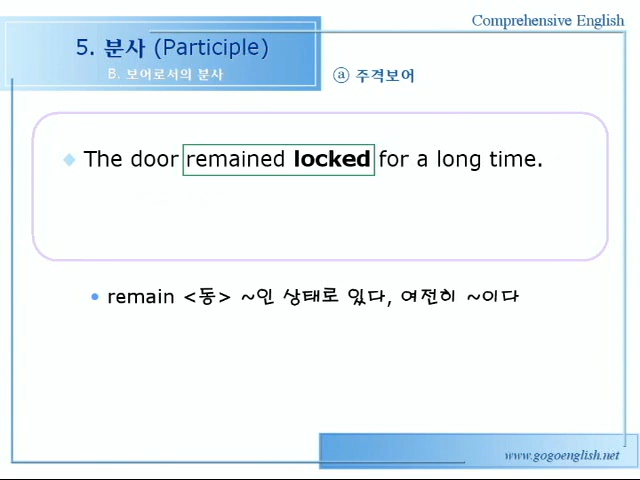 Comprehensive English
5. 분사 (Participle)
B. 보어로서의 분사
ⓐ 주격보어
The door remained locked for a long time.
remain <동> ~인 상태로 있다, 여전히 ~이다
www.gogoenglish.net